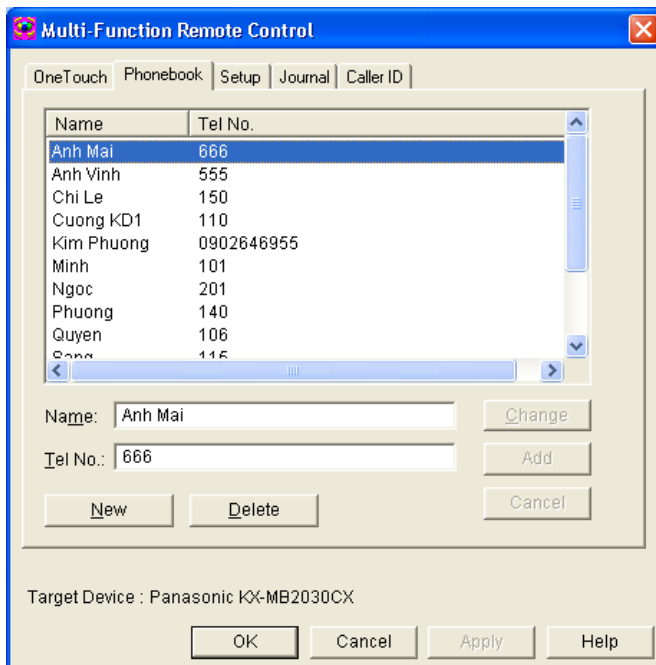 Multi-Function Remote Control
OneTouch Phonebook Setup Journal Caller ID
Name Tel No.
Anh Mai 666
Anh Vinh 555
Chi Le 150
Cuong KD1 110
Kim Phuong 0902646955
Minh 101
Ngoc 201
Phuong 140
Quyen 106
Name: Anh Mai Change
Tel No.: 666 Add
New Delete Cancel
Target Device : Panasonic KX-MB2030CX
OK Cancel Apply Help